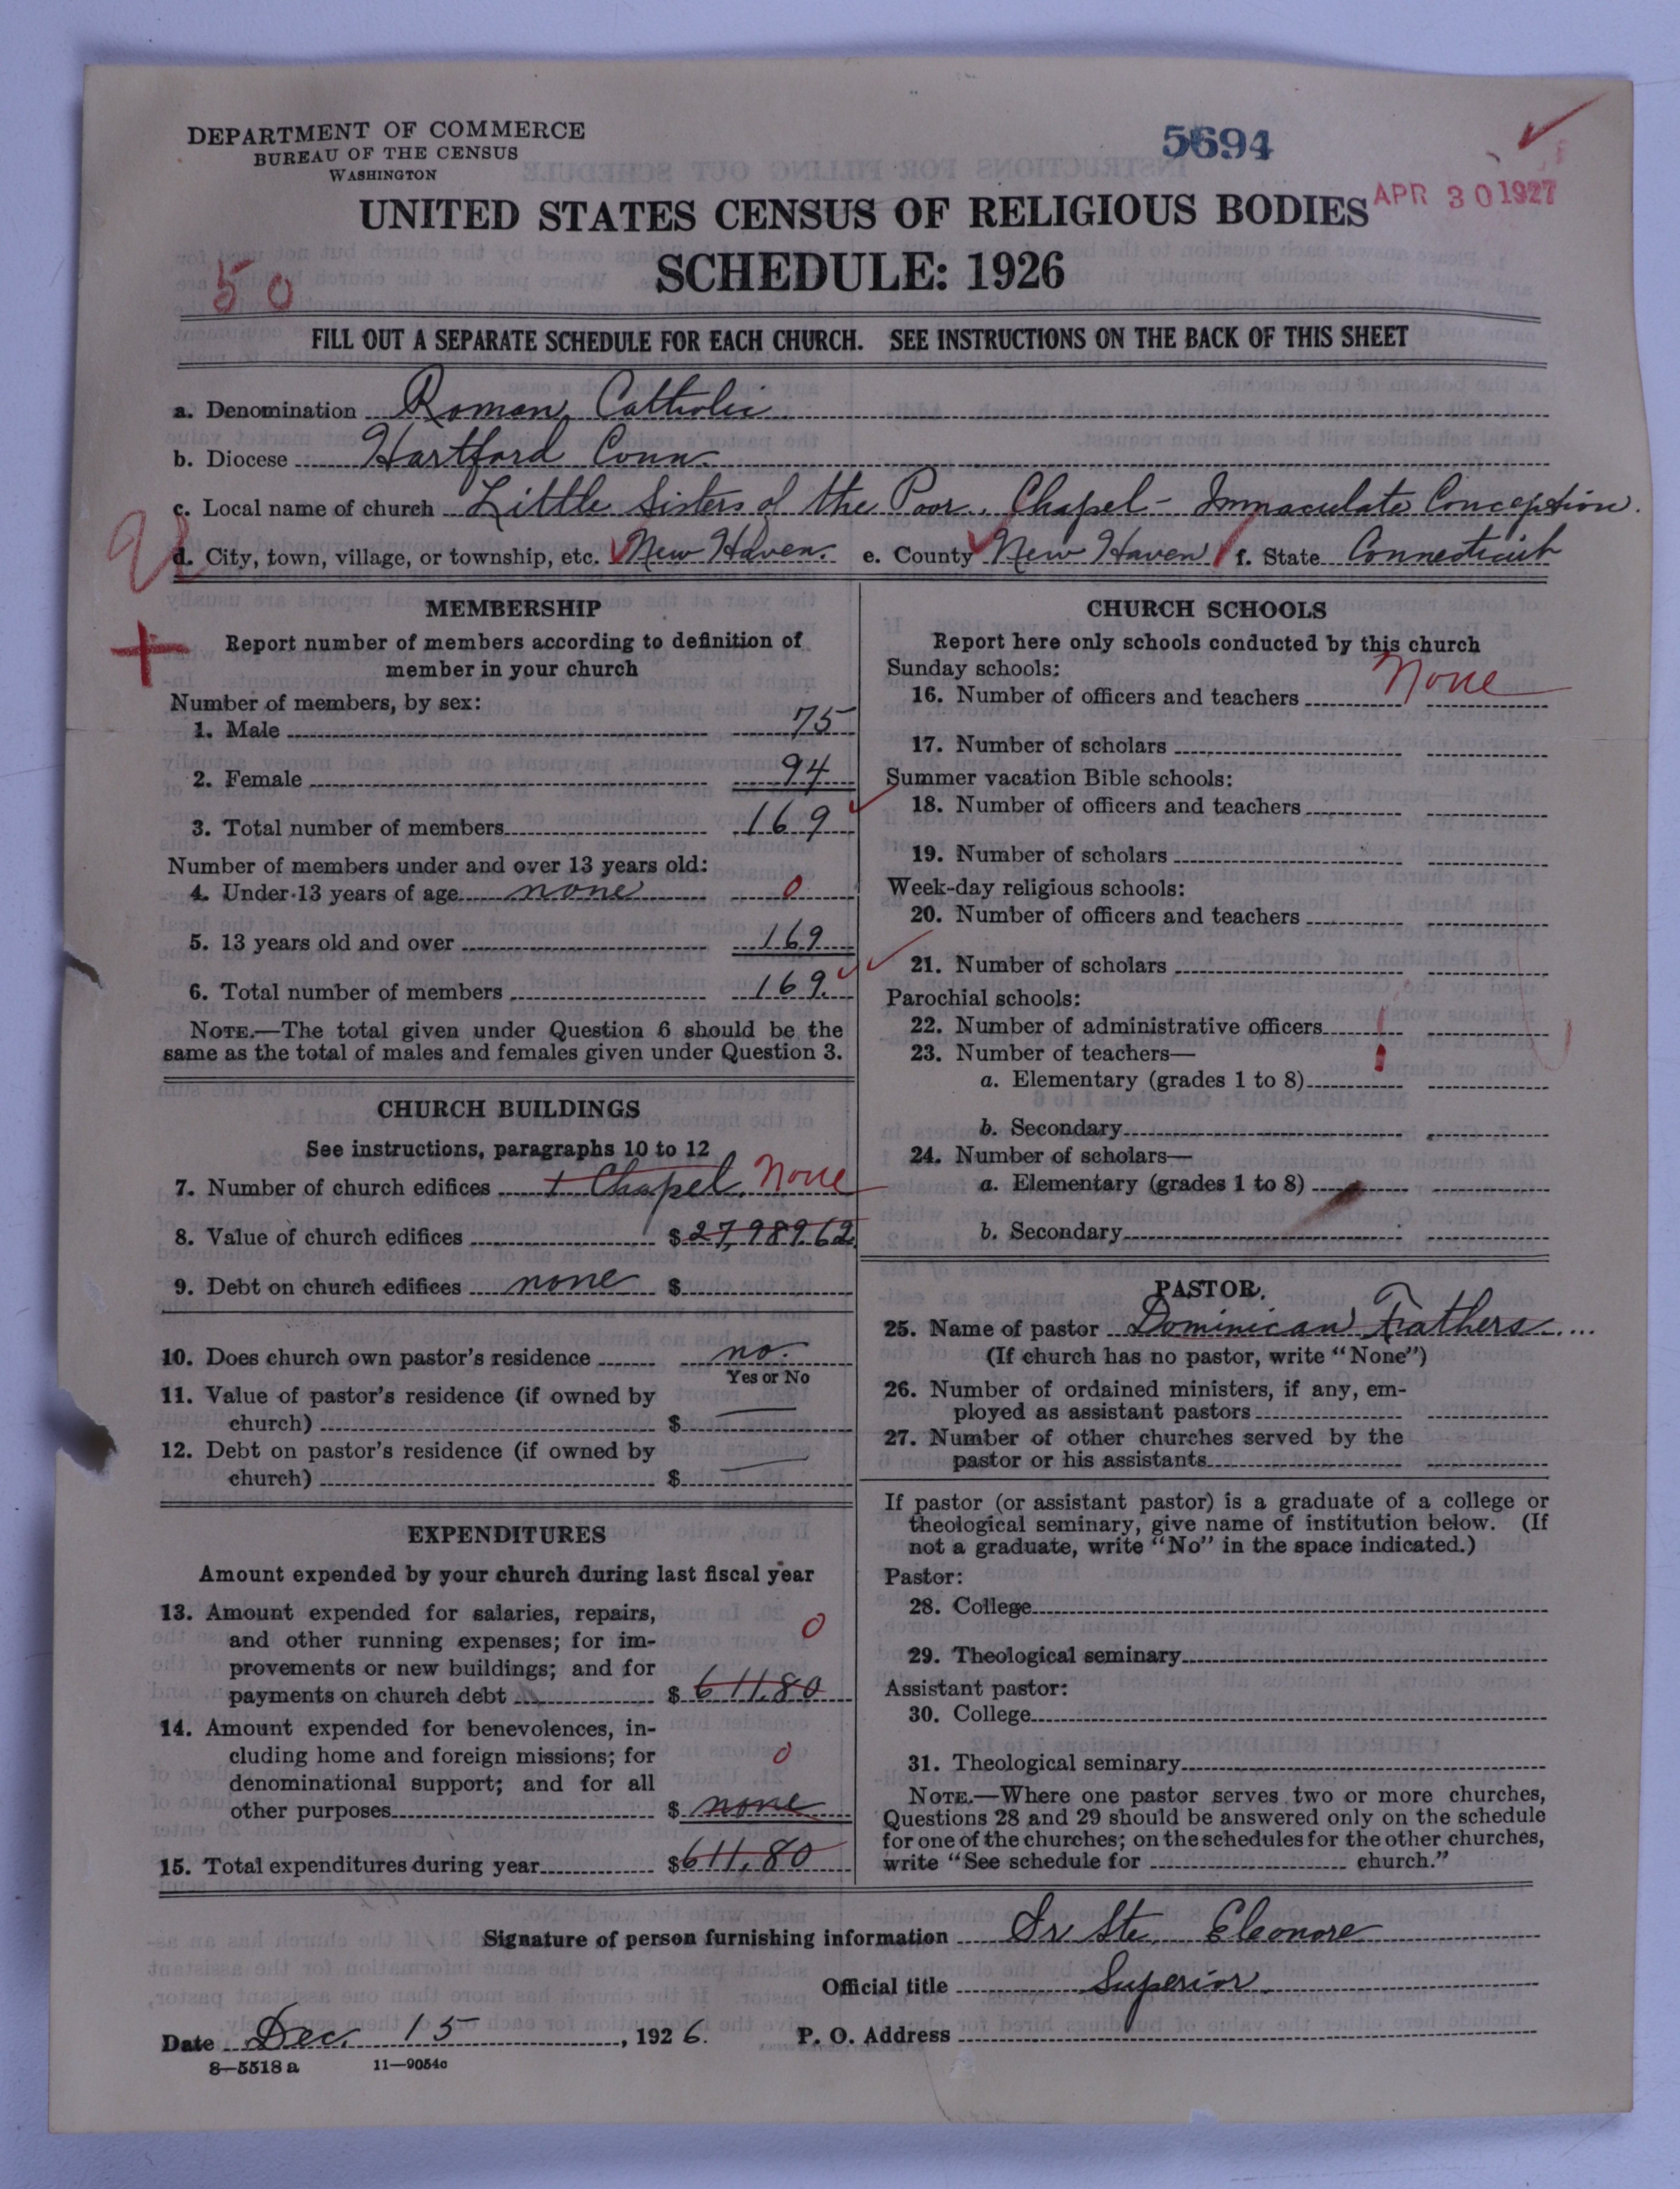 DEPARTMENT OF COMMERCE
BUREAU OF THE CENSUS
WASHINGTON
5694
APR 30 1927
UNITED STATES CENSUS OF RELIGIOUS BODIES
SCHEDULE: 1926
50
FILL OUT A SEPARATE SCHEDULE FOR EACH CHURCH. SEE INSTRUCTIONS ON THE BACK OF THIS SHEET
a. Denomination Roman Catholic
b. Diocese Hartford Conn.
c. Local name of church Little Sisters of the Poor. Chapel - Immaculate Conception.
d. City, town, village, or township, etc. New Haven. e. County New Haven f. State Connecticut
MEMBERSHIP
Report number of members according to definition of
member in your church
Number of members, by sex:
1. Male 75
2. Female 94
3. Total number of members 169
Number of members under and over 13 years old:
4. Under 13 years of age none 0
5. 13 years old and over 169
6. Total number of members 169.
NOTE.—The total given under Question 6 should be the
same as the total of males and females given under Question 3.
CHURCH BUILDINGS
See instructions, paragraphs 10 to 12
7. Number of church edifices 1 Chapel. None
8. Value of church edifices $27,989.62
9. Debt on church edifices none $
10. Does church own pastor's residence no.
Yes or No
11. Value of pastor's residence (if owned by
church) $
12. Debt on pastor's residence (if owned by
church) $
EXPENDITURES
Amount expended by your church during last fiscal year
13. Amount expended for salaries, repairs,
and other running expenses; for im- 0
provements or new buildings; and for
payments on church debt $ 611.80
14. Amount expended for benevolences, in-
cluding home and foreign missions; for 0
denominational support; and for all
other purposes $ none
15. Total expenditures during year $611.80
CHURCH SCHOOLS
Report here only schools conducted by this church
Sunday schools:
16. Number of officers and teachers None
17. Number of scholars
Summer vacation Bible schools:
18. Number of officers and teachers
19. Number of scholars
Week-day religious schools:
20. Number of officers and teachers
21. Number of scholars
Parochial schools:
22. Number of administrative officers
23. Number of teachers—
a. Elementary (grades 1 to 8)
b. Secondary
24. Number of scholars—
a. Elementary (grades 1 to 8)
b. Secondary
PASTOR.
25. Name of pastor Dominican Fathers
(If church has no pastor, write "None")
26. Number of ordained ministers, if any, em-
ployed as assistant pastors
27. Number of other churches served by the
pastor or his assistants
If pastor (or assistant pastor) is a graduate of a college or
theological seminary, give name of institution below. (If
not a graduate, write "No" in the space indicated.)
Pastor:
28. College
29. Theological seminary
Assistant pastor:
30. College
31. Theological seminary
NOTE.—Where one pastor serves two or more churches,
Questions 28 and 29 should be answered only on the schedule
for one of the churches; on the schedules for the other churches,
write "See schedule for church."
Signature of person furnishing information Sr Ste. Eleonore
Official title Superior
Date Dec. 15, 1926. P. O. Address
8—5518 a 11—9054c